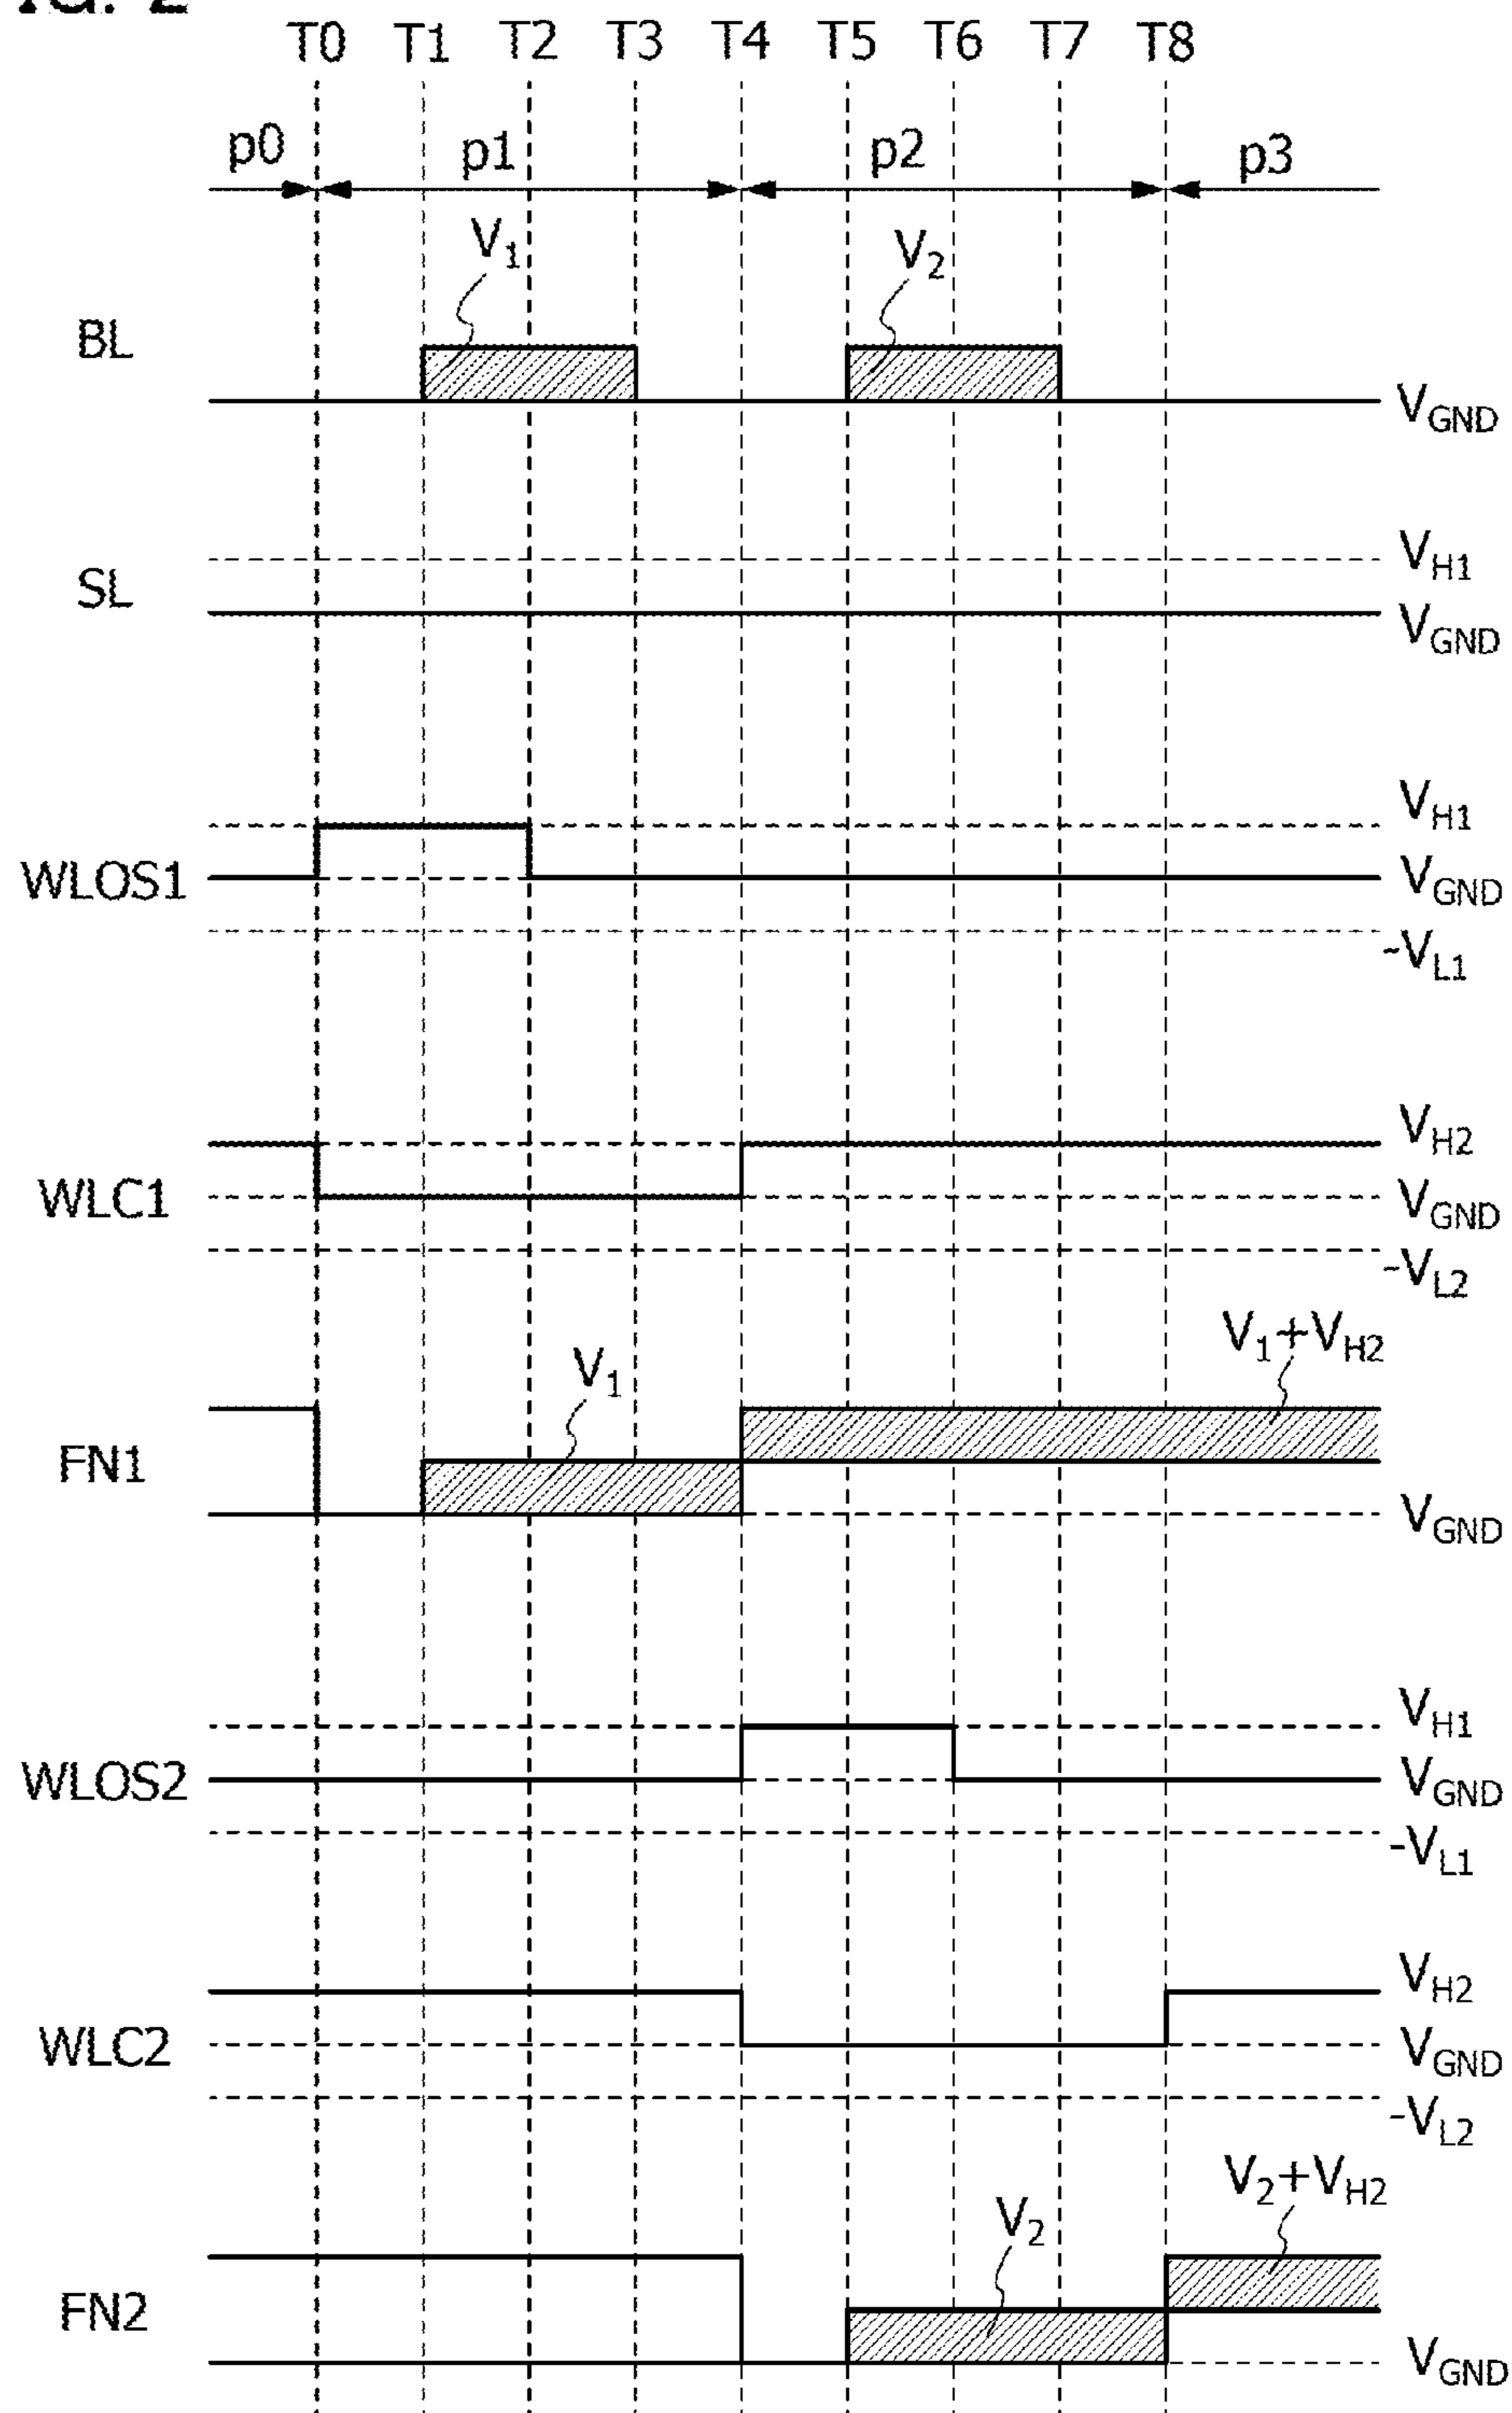 T0 T1 T2 T3 T4 T5 T6 T7 T8
p0 p1 p2 p3
V1 V2
BL
VGND
VH1
SL
VGND
VH1
WLOS1
VGND
-VL1
VH2
WLC1
VGND
-VL2
V1+VH2
V1
FN1
VGND
VH1
WLOS2
VGND
-VL1
VH2
WLC2
VGND
-VL2
V2+VH2
V2
FN2
VGND